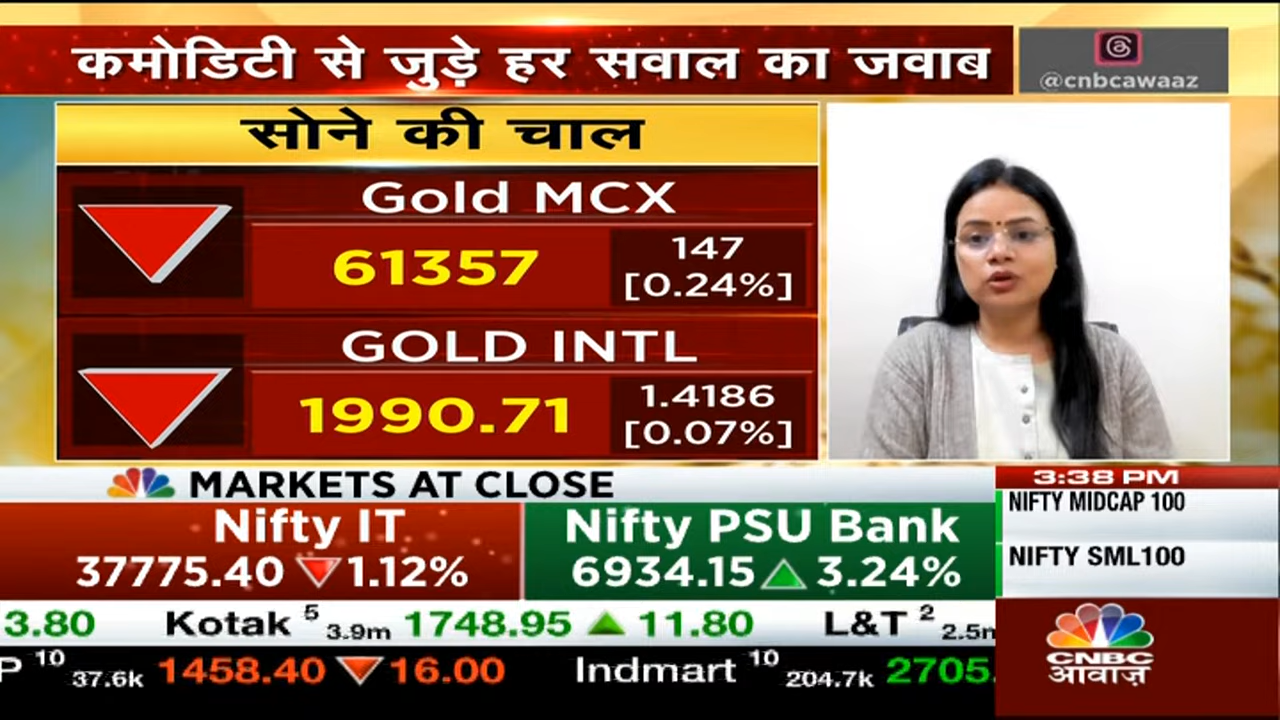 कमोडिटी से जुड़े हर सवाल का जवाब
@cnbcawaaz
सोने की चाल
Gold MCX
61357
147
[0.24%]
GOLD INTL
1990.71
1.4186
[0.07%]
MARKETS AT CLOSE
3:38 PM
Nifty IT
37775.40 1.12%
Nifty PSU Bank
6934.15 3.24%
NIFTY MIDCAP 100
NIFTY SML100
3.80 Kotak 5 3.9m 1748.95 11.80 L&T 2 2.5m
P 10 37.6k 1458.40 16.00 Indmart 10 204.7k 2705.
CNBC
आवाज़